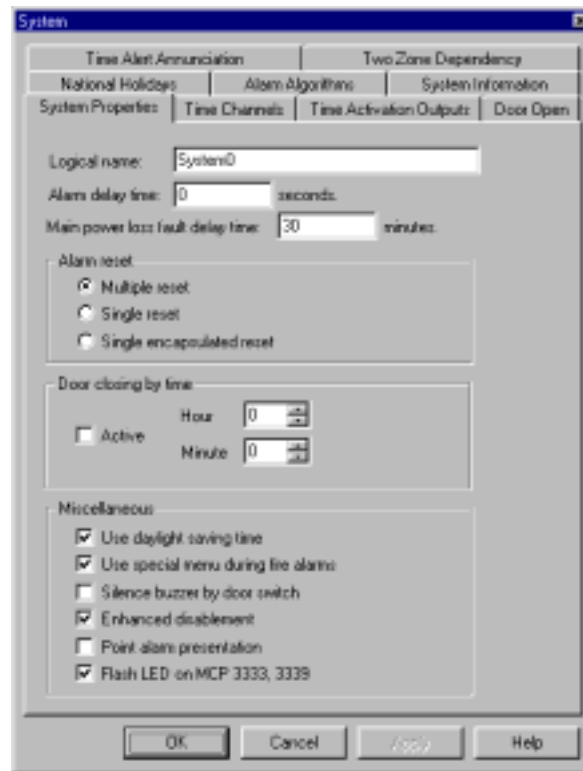 System
Time Alert Annunciation Two Zone Dependency
National Holidays Alarm Algorithms System Information
System Properties Time Channels Time Activation Outputs Door Open
Logical name: System0
Alarm delay time: 0 seconds.
Main power loss fault delay time: 30 minutes.
Alarm reset
Multiple reset
Single reset
Single encapsulated reset
Door closing by time
Hour 0
Active
Minute 0
Miscellaneous
Use daylight saving time
Use special menu during fire alarms
Silence buzzer by door switch
Enhanced disablement
Point alarm presentation
Flash LED on MCP 3333, 3339
OK Cancel Apply Help